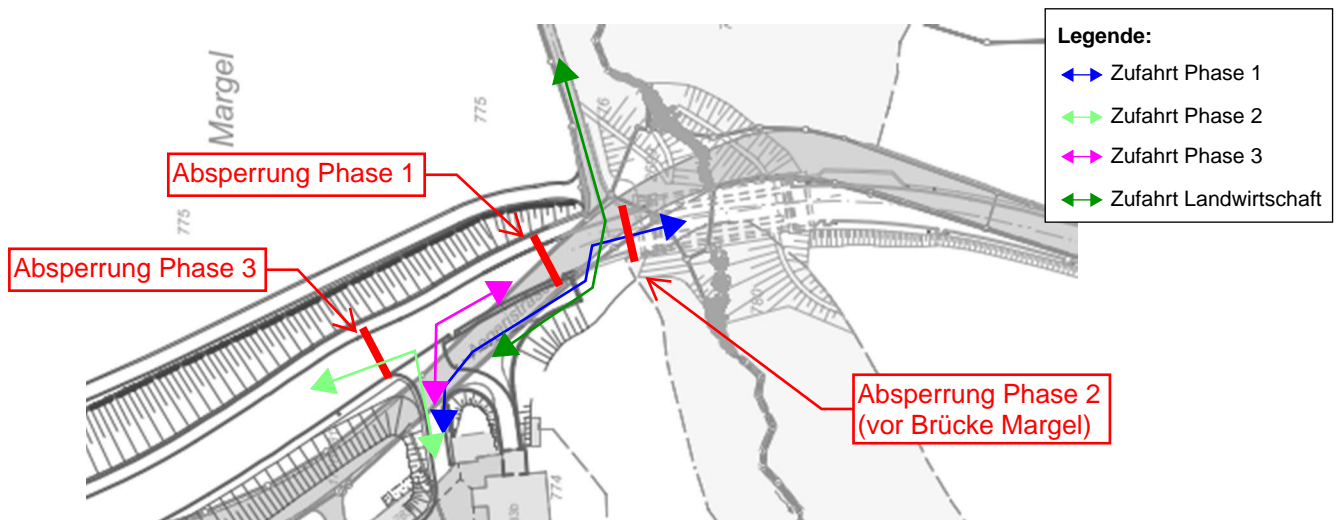 Legende:
Zufahrt Phase 1
Zufahrt Phase 2
Zufahrt Phase 3
Zufahrt Landwirtschaft
Margel
775
775
Absperrung Phase 1
Absperrung Phase 3
Absperrung Phase 2
(vor Brücke Margel)
780
774